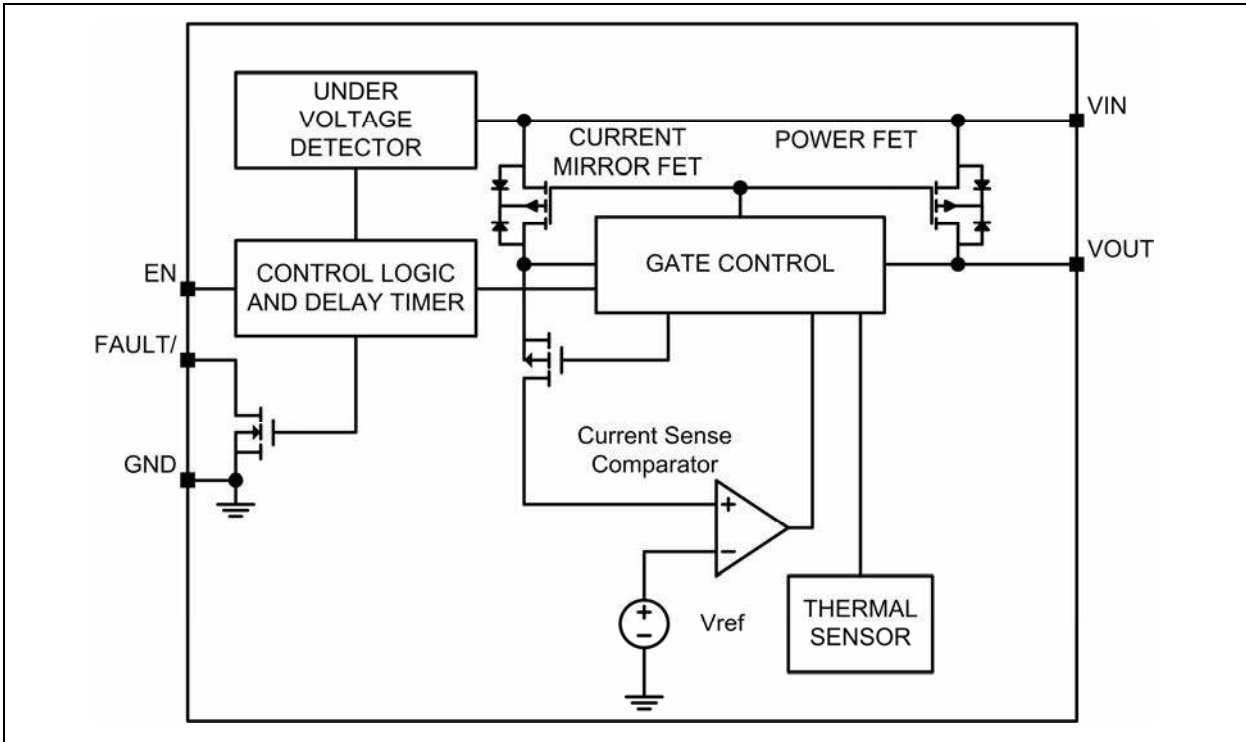 UNDER
VOLTAGE
DETECTOR
VIN
CURRENT
MIRROR FET
POWER FET
EN
CONTROL LOGIC
AND DELAY TIMER
GATE CONTROL
VOUT
FAULT/
GND
Current Sense
Comparator
+
−
+
−
Vref
THERMAL
SENSOR